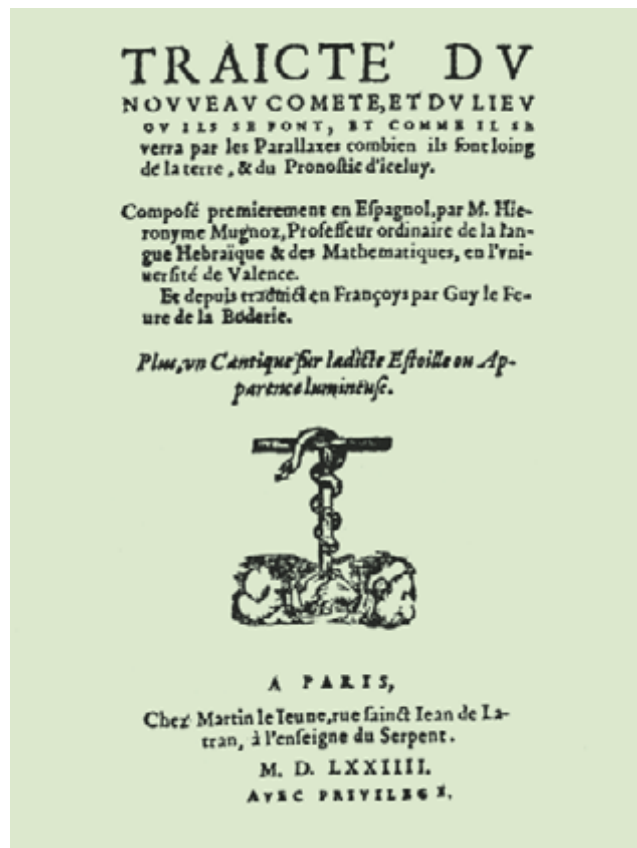 TRAICTE' DV
NOVVEAV COMETE, ET DV LIEV
OV ILS SE FONT, ET COMME IL SE
verra par les Parallaxes combien ils ſont loing
de la terre, & du Pronoſtic d'iceluy.
Compoſé premierement en Eſpagnol, par M. Hie-
ronyme Mugnoz, Profeſſeur ordinaire de la lan-
gue Hebraïque & des Mathematiques, en l'vni-
uerſité de Valence.
Et depuis traduict en Françoys par Guy le Fe-
ure de la Boderie.
Plus, vn Cantique ſur ladicte Eſtoille ou Ap-
parence lumineuſe.
A PARIS,
Chez Martin le Ieune, rue ſainct Iean de La-
tran, à l'enſeigne du Serpent.
M. D. LXXIIII.
AVEC PRIVILEGE.